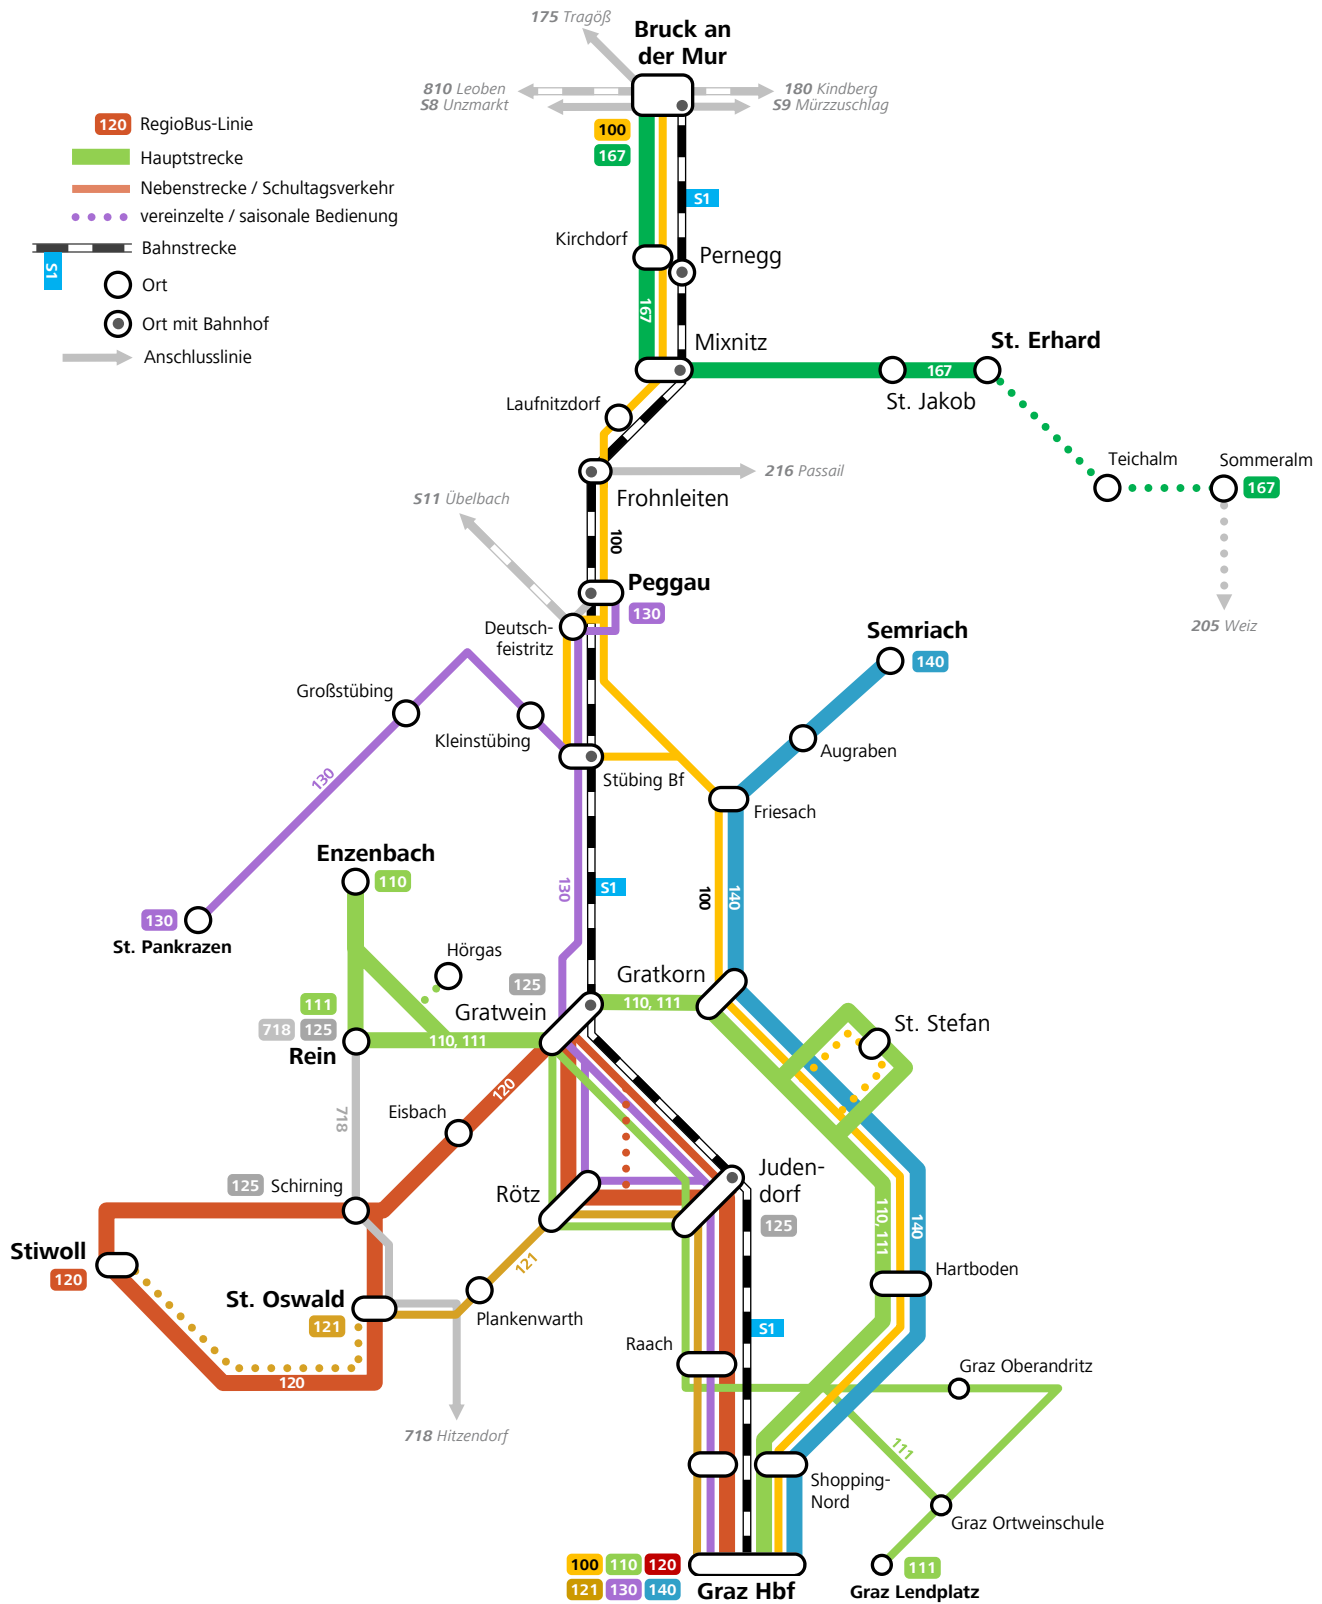 175 Tragöß
Bruck an
der Mur
810 Leoben
180 Kindberg
S8 Unzmarkt
S9 Mürzzuschlag
120 RegioBus-Linie
Hauptstrecke
Nebenstrecke / Schultagsverkehr
vereinzelte / saisonale Bedienung
Bahnstrecke
S1
Ort
Ort mit Bahnhof
Anschlusslinie
100
167
S1
Kirchdorf
Pernegg
167
Mixnitz
St. Erhard
167
St. Jakob
Laufnitzdorf
Teichalm
Sommeralm
167
216 Passail
Frohnleiten
S11 Übelbach
100
Peggau
130
205 Weiz
Deutsch-
feistritz
Semriach
140
Großstübing
Kleinstübing
Augraben
130
Stübing Bf
Friesach
Enzenbach
110
130
S1
100
140
130
St. Pankrazen
Hörgas
125
Gratkorn
111
Gratwein
110, 111
St. Stefan
718
125
Rein
110, 111
120
Eisbach
718
125 Schirning
Rötz
Juden-
dorf
125
110, 111
140
Stiwoll
120
121
Hartboden
St. Oswald
121
Plankenwarth
S1
Raach
Graz Oberandritz
120
718 Hitzendorf
111
Shopping-
Nord
Graz Ortweinschule
100 110 120
121 130 140
Graz Hbf
111
Graz Lendplatz